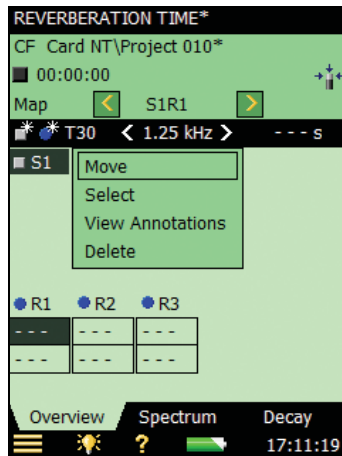 REVERBERATION TIME*
CF Card NT\Project 010*
00:00:00
Map < S1R1 >
T30 < 1.25 kHz > - - - s
S1
Move
Select
View Annotations
Delete
R1 R2 R3
- - - - - - - - -
- - - - - - - - -
Overview Spectrum Decay
? 17:11:19